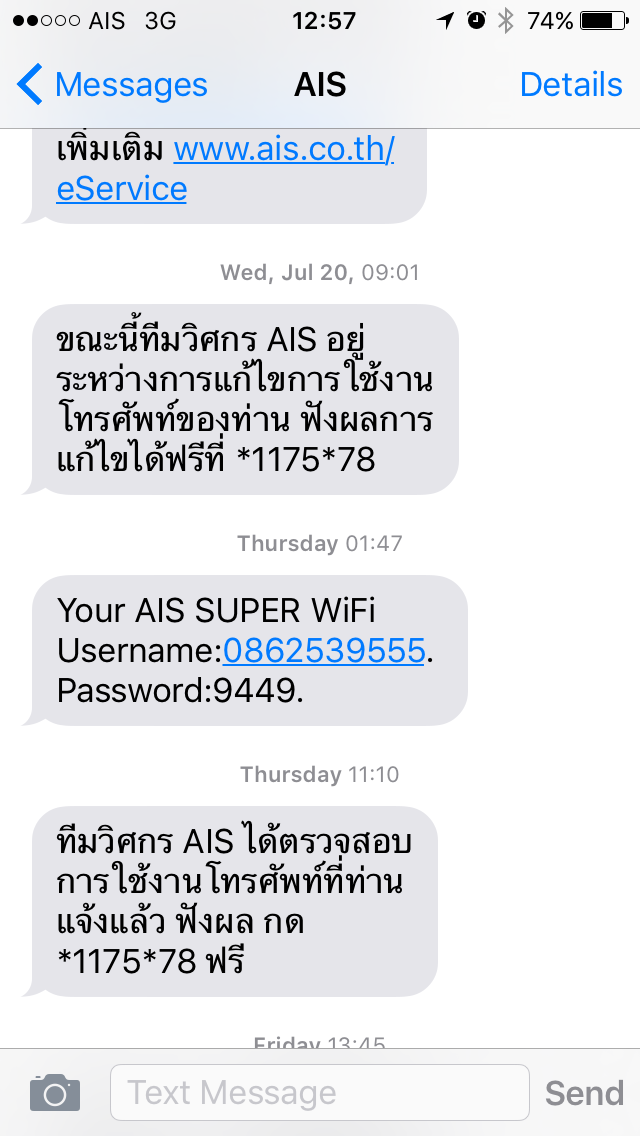 AIS 3G 12:57 74%
Messages AIS Details
เพิ่มเติม www.ais.co.th/
eService
Wed, Jul 20, 09:01
ขณะนี้ทีมวิศกร AIS อยู่
ระหว่างการแก้ไขการใช้งาน
โทรศัพท์ของท่าน ฟังผลการ
แก้ไขได้ฟรีที่ *1175*78
Thursday 01:47
Your AIS SUPER WiFi
Username:0862539555.
Password:9449.
Thursday 11:10
ทีมวิศกร AIS ได้ตรวจสอบ
การใช้งานโทรศัพท์ที่ท่าน
แจ้งแล้ว ฟังผล กด
*1175*78 ฟรี
Friday 13:45
Text Message Send